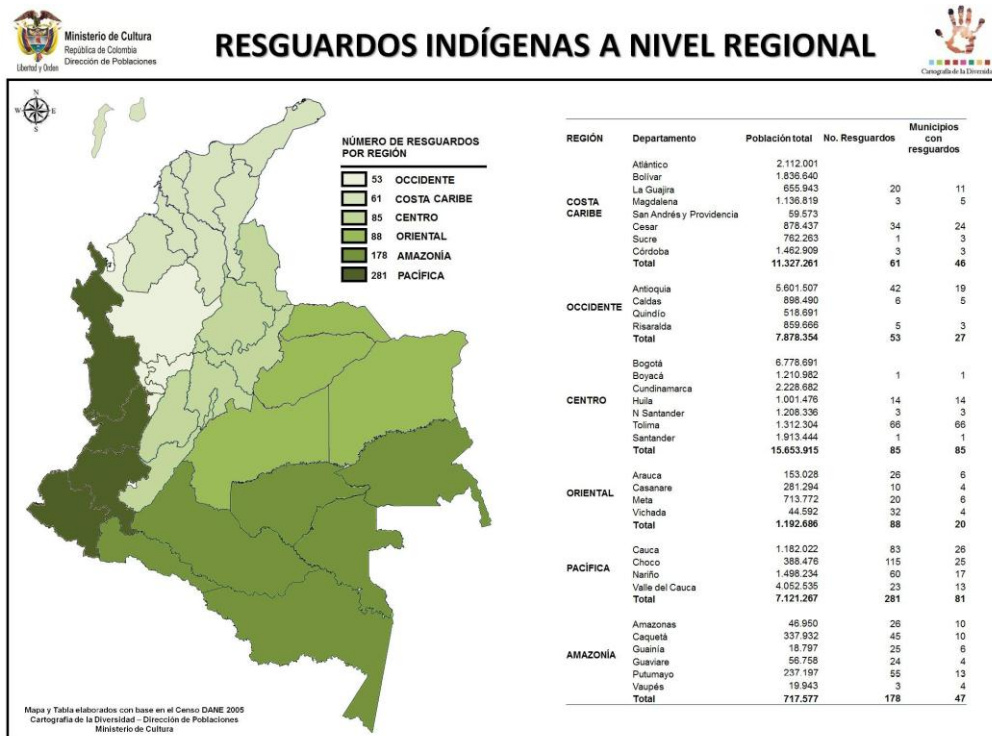 Ministerio de Cultura
República de Colombia
Dirección de Poblaciones
Libertad y Orden
RESGUARDOS INDÍGENAS A NIVEL REGIONAL
Cartografía de la Diversidad
N
W E
S
NÚMERO DE RESGUARDOS
POR REGIÓN
53 OCCIDENTE
61 COSTA CARIBE
85 CENTRO
88 ORIENTAL
178 AMAZONÍA
281 PACÍFICA
REGIÓN Departamento Población total No. Resguardos Municipios con resguardos
COSTA CARIBE
Atlántico 2.112.001
Bolívar 1.836.640
La Guajira 655.943 20 11
Magdalena 1.136.819 3 5
San Andrés y Providencia 59.573
Cesar 878.437 34 24
Sucre 762.263 1 3
Córdoba 1.462.909 3 3
Total 11.327.261 61 46
OCCIDENTE
Antioquia 5.601.507 42 19
Caldas 898.490 6 5
Quindío 518.691
Risaralda 859.666 5 3
Total 7.878.354 53 27
CENTRO
Bogotá 6.778.691
Boyacá 1.210.982 1 1
Cundinamarca 2.228.682
Huila 1.001.476 14 14
N Santander 1.208.336 3 3
Tolima 1.312.304 66 66
Santander 1.913.444 1 1
Total 15.653.915 85 85
ORIENTAL
Arauca 153.028 26 6
Casanare 281.294 10 4
Meta 713.772 20 6
Vichada 44.592 32 4
Total 1.192.686 88 20
PACÍFICA
Cauca 1.182.022 83 26
Choco 388.476 115 25
Nariño 1.498.234 60 17
Valle del Cauca 4.052.535 23 13
Total 7.121.267 281 81
AMAZONÍA
Amazonas 46.950 26 10
Caquetá 337.932 45 10
Guainía 18.797 25 6
Guaviare 56.758 24 4
Putumayo 237.197 55 13
Vaupés 19.943 3 4
Total 717.577 178 47
Mapa y Tabla elaborados con base en el Censo DANE 2005
Cartografía de la Diversidad – Dirección de Poblaciones
Ministerio de Cultura